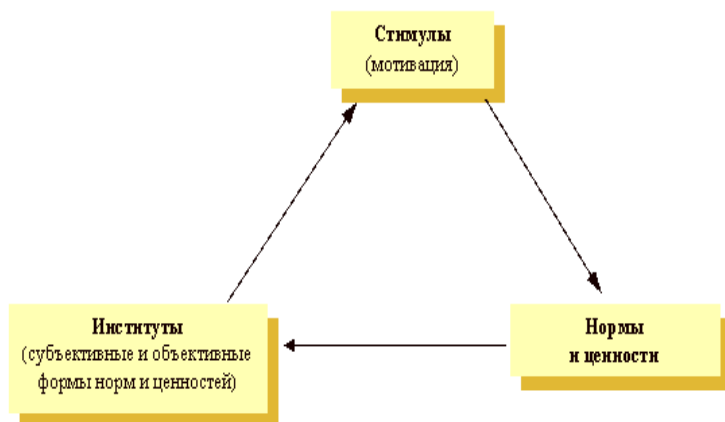 Стимулы
(мотивация)
Институты
(субъективные и объективные
формы норм и ценностей)
Нормы
и ценности